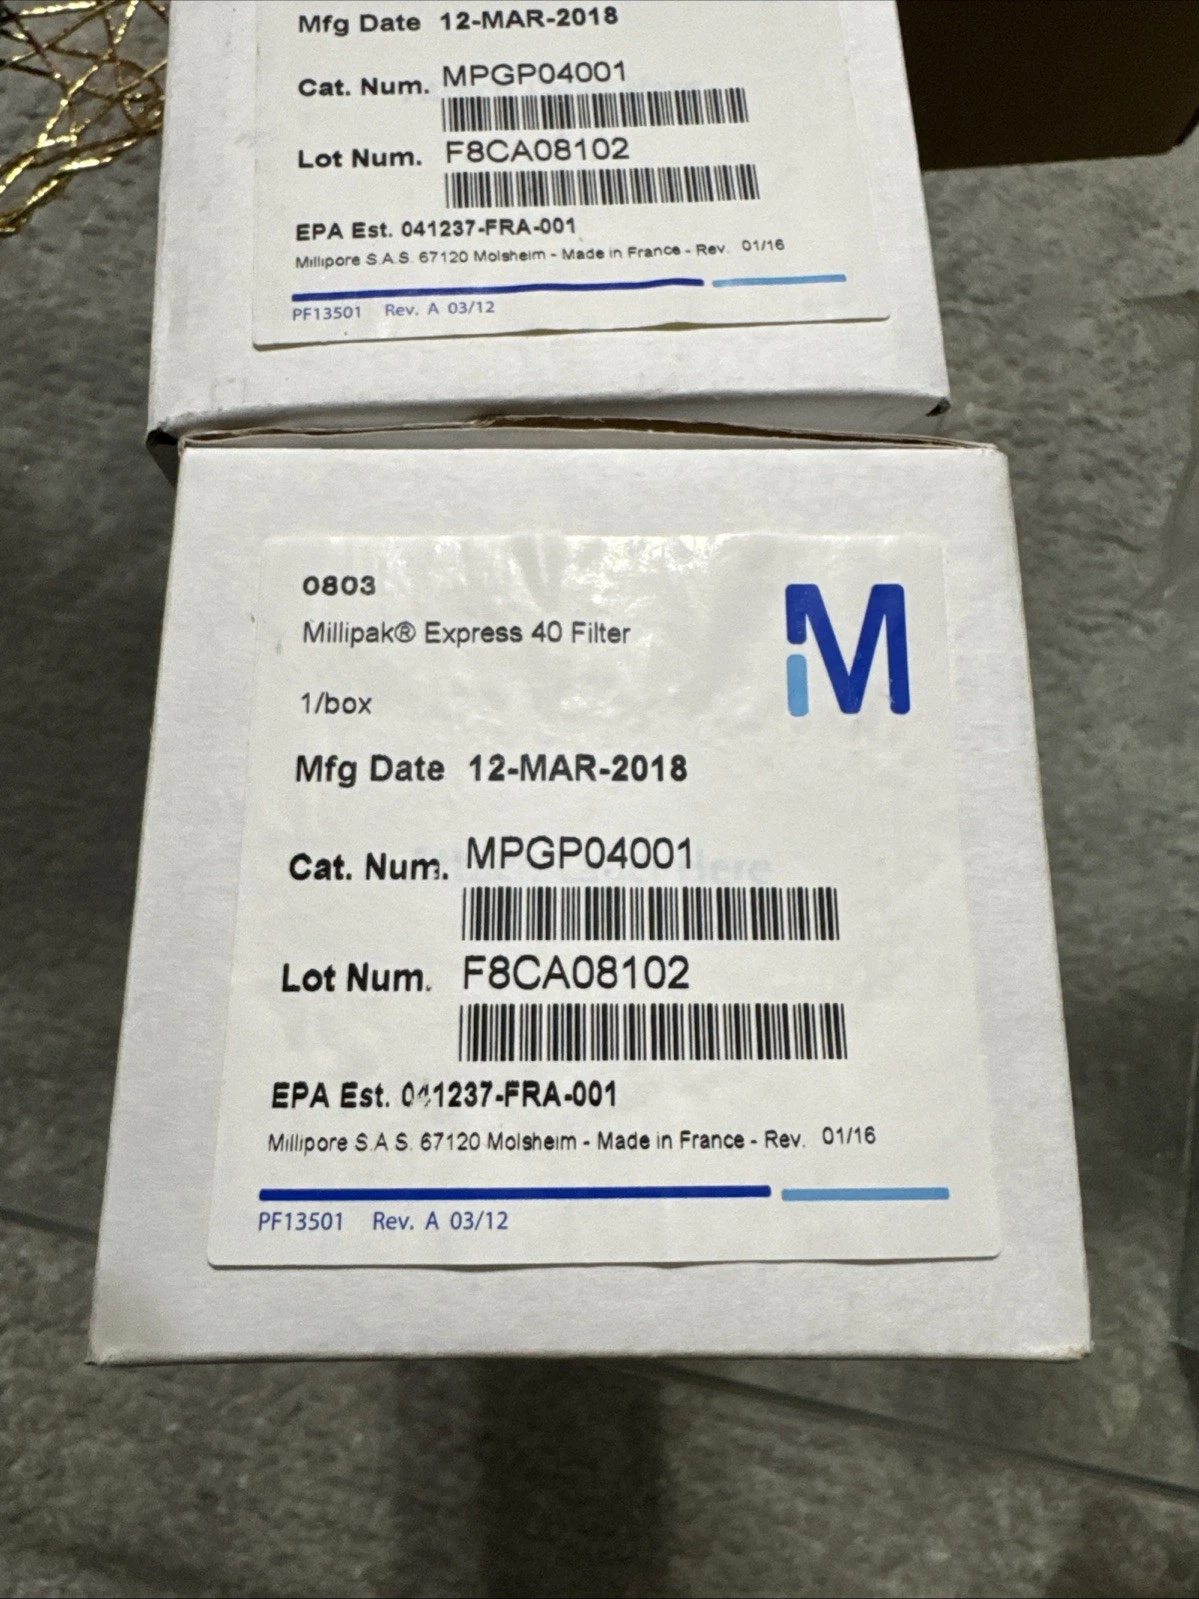 Mfg Date 12-MAR-2018
Cat. Num. MPGP04001
Lot Num. F8CA08102
EPA Est. 041237-FRA-001
Millipore S.A.S. 67120 Molsheim - Made in France - Rev. 01/16
PF13501 Rev. A 03/12
0803
Millipak® Express 40 Filter
1/box
M
Mfg Date 12-MAR-2018
Cat. Num. MPGP04001
Lot Num. F8CA08102
EPA Est. 041237-FRA-001
Millipore S.A S. 67120 Molsheim - Made in France - Rev. 01/16
PF13501 Rev. A 03/12